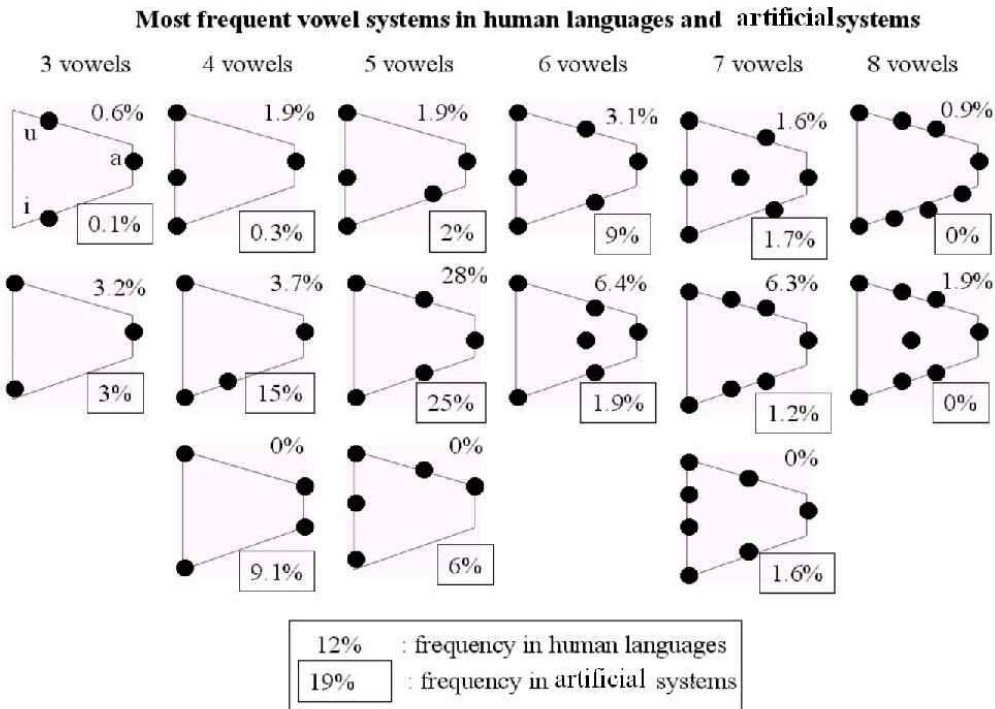 Most frequent vowel systems in human languages and artificial systems
3 vowels 4 vowels 5 vowels 6 vowels 7 vowels 8 vowels
0.6% 1.9% 1.9% 3.1% 1.6% 0.9%
u
a
i
0.1% 0.3% 2% 9% 1.7% 0%
3.2% 3.7% 28% 6.4% 6.3% 1.9%
3% 15% 25% 1.9% 1.2% 0%
0% 0% 0%
9.1% 6% 1.6%
12% : frequency in human languages
19% : frequency in artificial systems